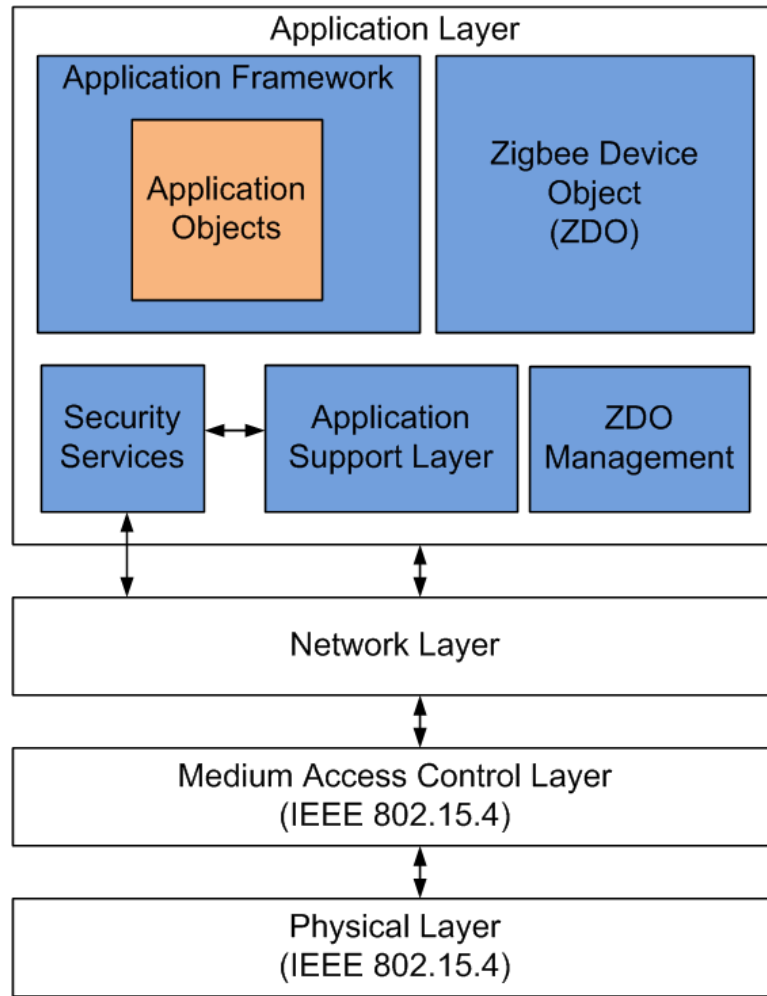 Application Layer
Application Framework
Application
Objects
Zigbee Device
Object
(ZDO)
Security
Services
Application
Support Layer
ZDO
Management
Network Layer
Medium Access Control Layer
(IEEE 802.15.4)
Physical Layer
(IEEE 802.15.4)